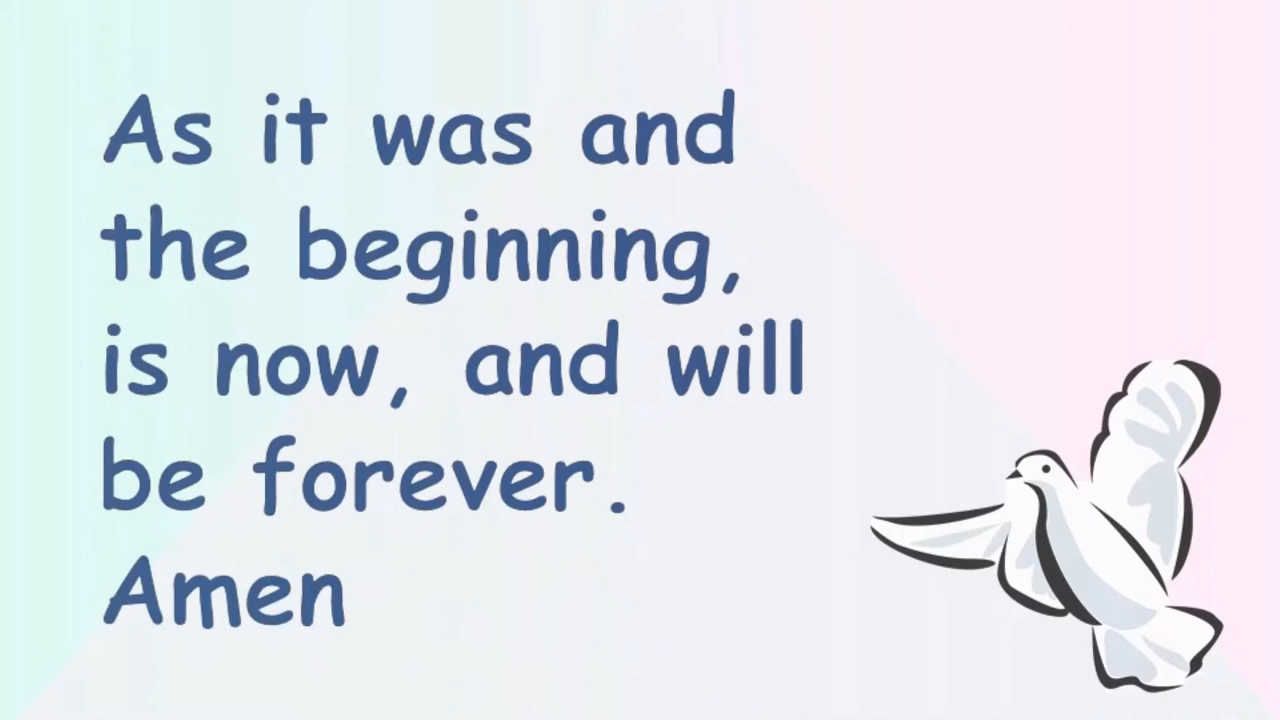 As it was and
the beginning,
is now, and will
be forever.
Amen